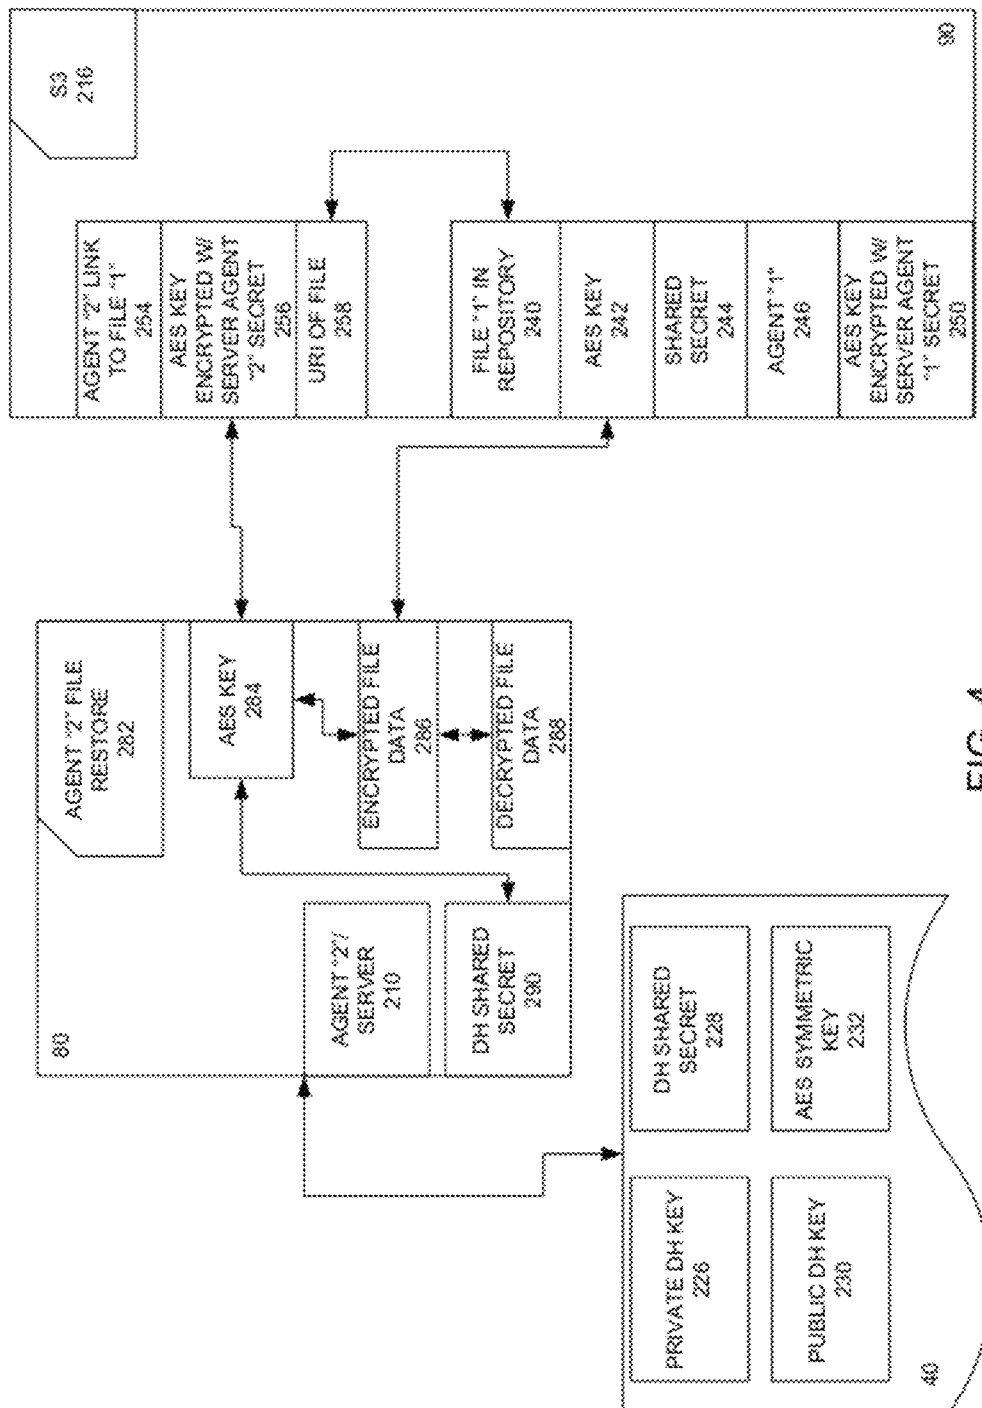 S3
216
90
AGENT "2" LINK
TO FILE "1"
254
AES KEY
ENCRYPTED W/
SERVER AGENT
"2" SECRET
256
URI OF FILE
258
FILE "1" IN
REPOSITORY
240
AES KEY
242
SHARED
SECRET
244
AGENT "1"
246
AES KEY
ENCRYPTED W/
SERVER AGENT
"1" SECRET
250
80
AGENT "2" FILE
RESTORE
282
AES KEY
284
ENCRYPTED FILE
DATA
286
DECRYPTED FILE
DATA
288
AGENT "2"/
SERVER
210
DH SHARED
SECRET
290
DH SHARED
SECRET
228
AES SYMMETRIC
KEY
232
PRIVATE DH KEY
226
PUBLIC DH KEY
230
40
FIG. 4